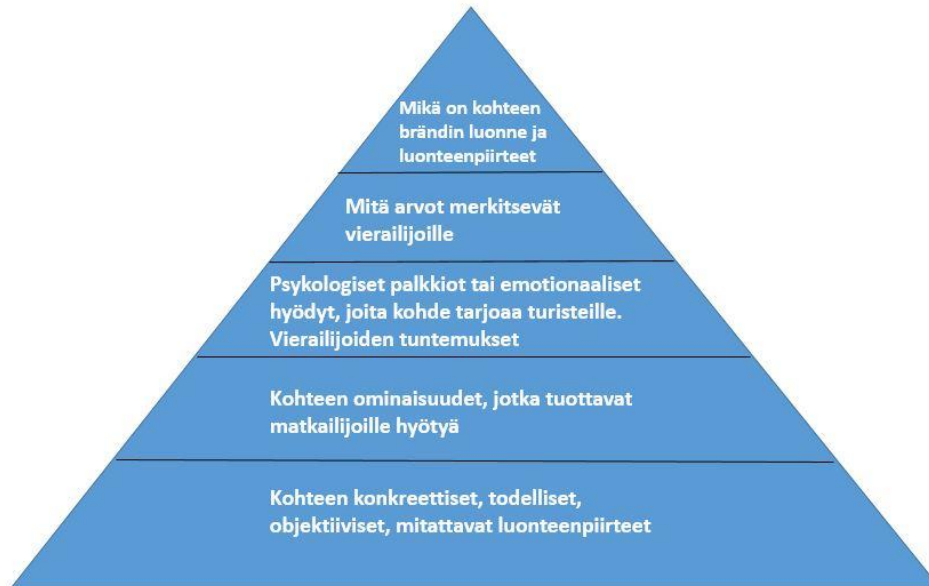 Mikä on kohteen
brändin luonne ja
luonteenpiirteet
Mitä arvot merkitsevät
vierailijoille
Psykologiset palkkiot tai emotionaaliset
hyödyt, joita kohde tarjoaa turisteille.
Vierailijoiden tuntemukset
Kohteen ominaisuudet, jotka tuottavat
matkailijoille hyötyä
Kohteen konkreettiset, todelliset,
objektiiviset, mitattavat luonteenpiirteet